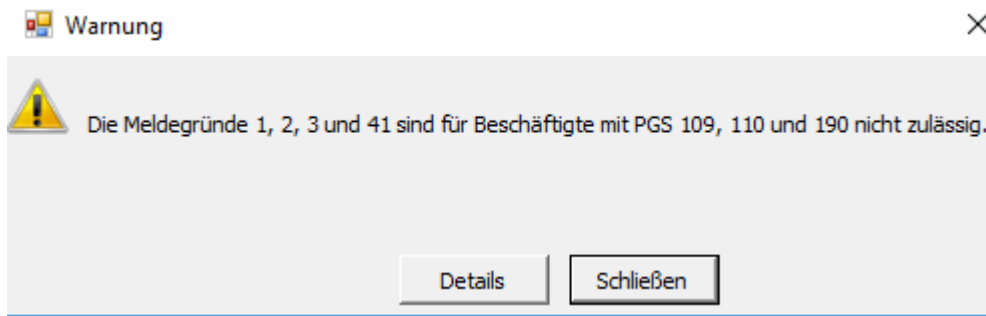 Warnung
Die Meldegründe 1, 2, 3 und 41 sind für Beschäftigte mit PGS 109, 110 und 190 nicht zulässig.
Details
Schließen